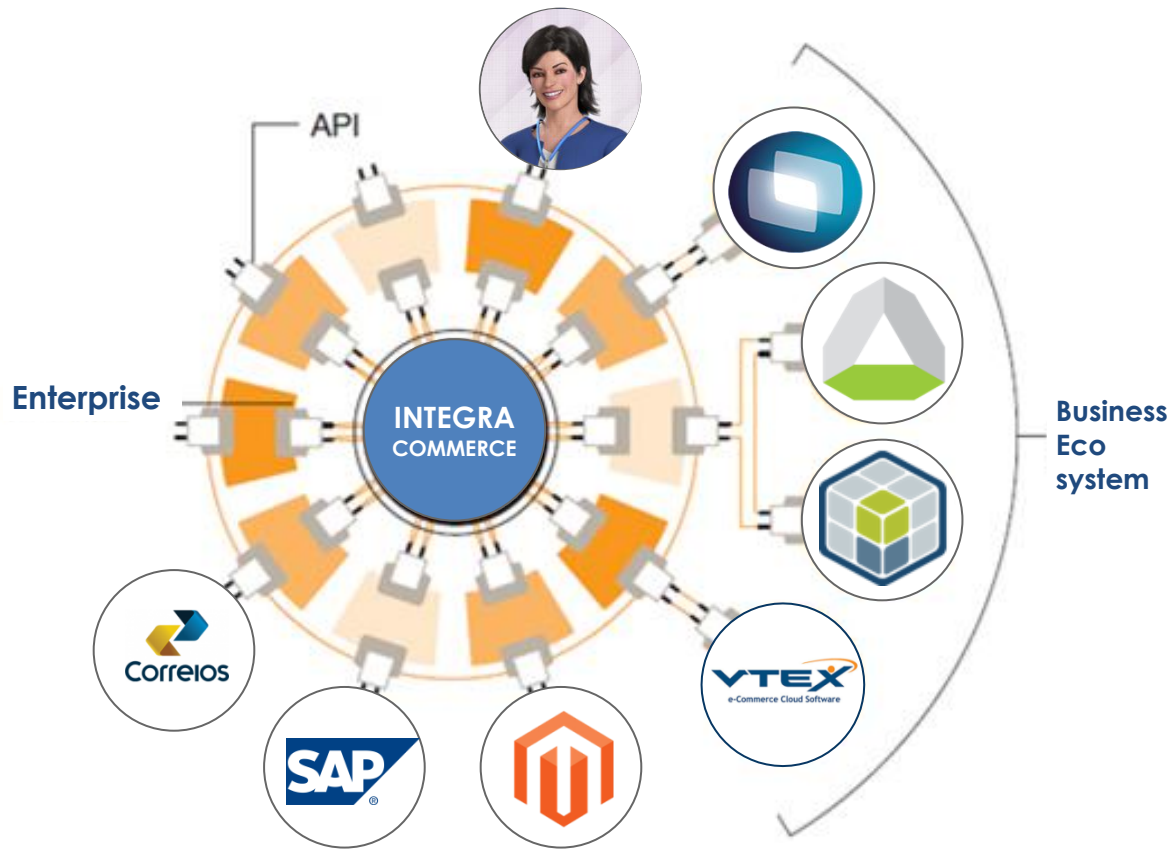 API
Enterprise
INTEGRA
COMMERCE
Business
Eco
system
Correios
SAP
®
VTEX
e-Commerce Cloud Software